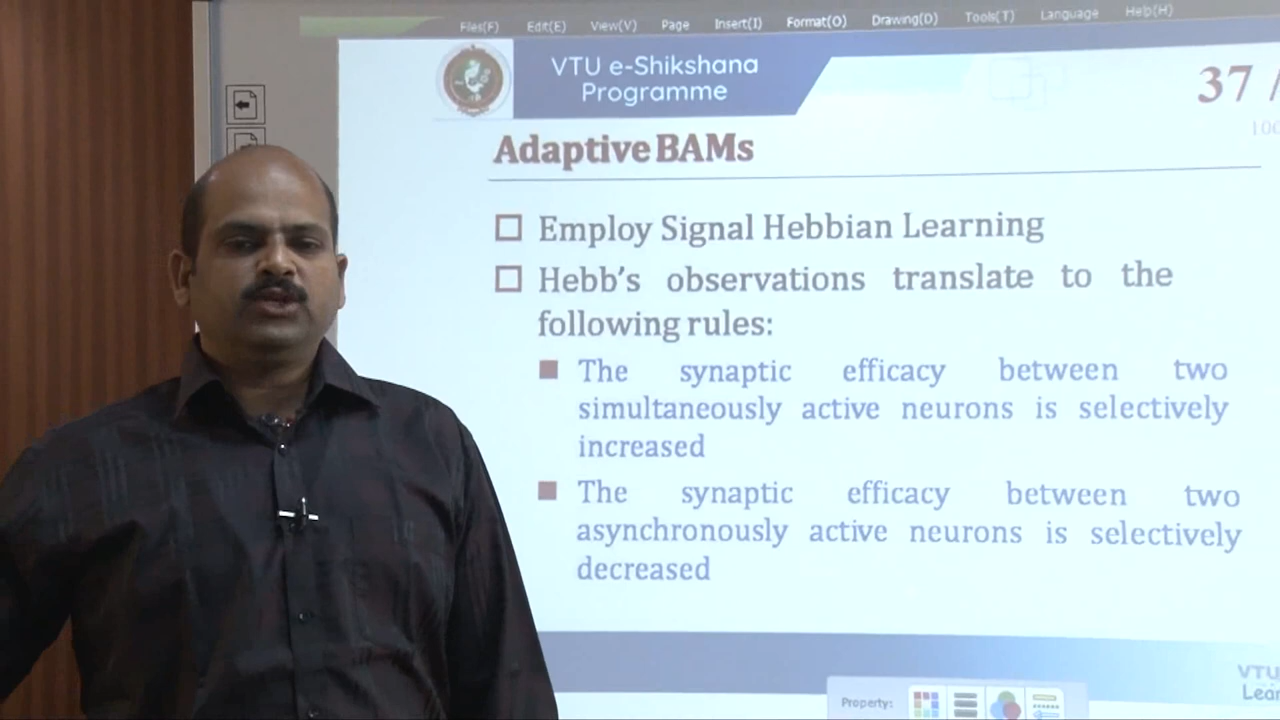 Files(F) Edit(E) View(V) Page Insert(I) Format(O) Drawing(D) Tools(T) Language Help(H)
VTU e-Shikshana
Programme
37 /
100
Adaptive BAMs
Employ Signal Hebbian Learning
Hebb's observations translate to the
following rules:
The synaptic efficacy between two
simultaneously active neurons is selectively
increased
The synaptic efficacy between two
asynchronously active neurons is selectively
decreased
VTU
Lear
Property: